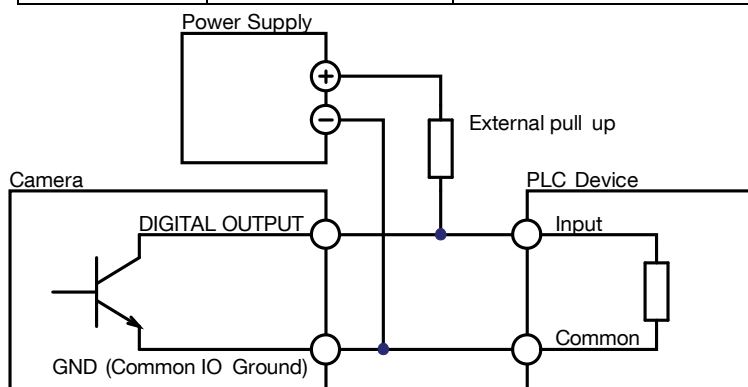 Power Supply
+
−
External pull up
Camera
PLC Device
DIGITAL OUTPUT
Input
Common
GND (Common IO Ground)